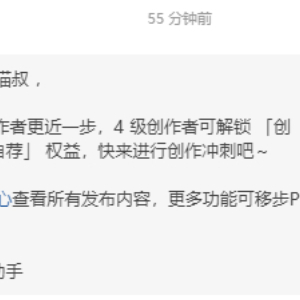 55 分钟前
猫叔，
作者更近一步，4 级创作者可解锁 「创
自荐」 权益，快来进行创作冲刺吧～
心查看所有发布内容，更多功能可移步P
助手